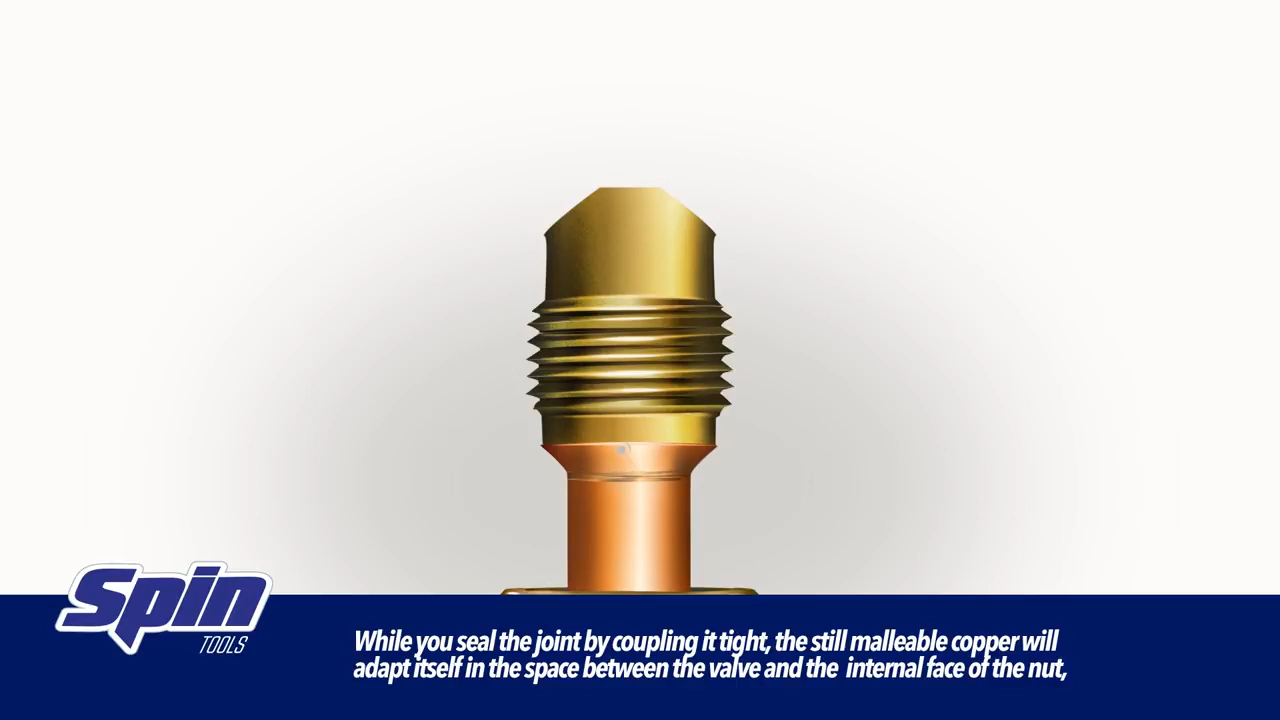 Spin
TOOLS
While you seal the joint by coupling it tight, the still malleable copper will
adapt itself in the space between the valve and the  internal face of the nut,